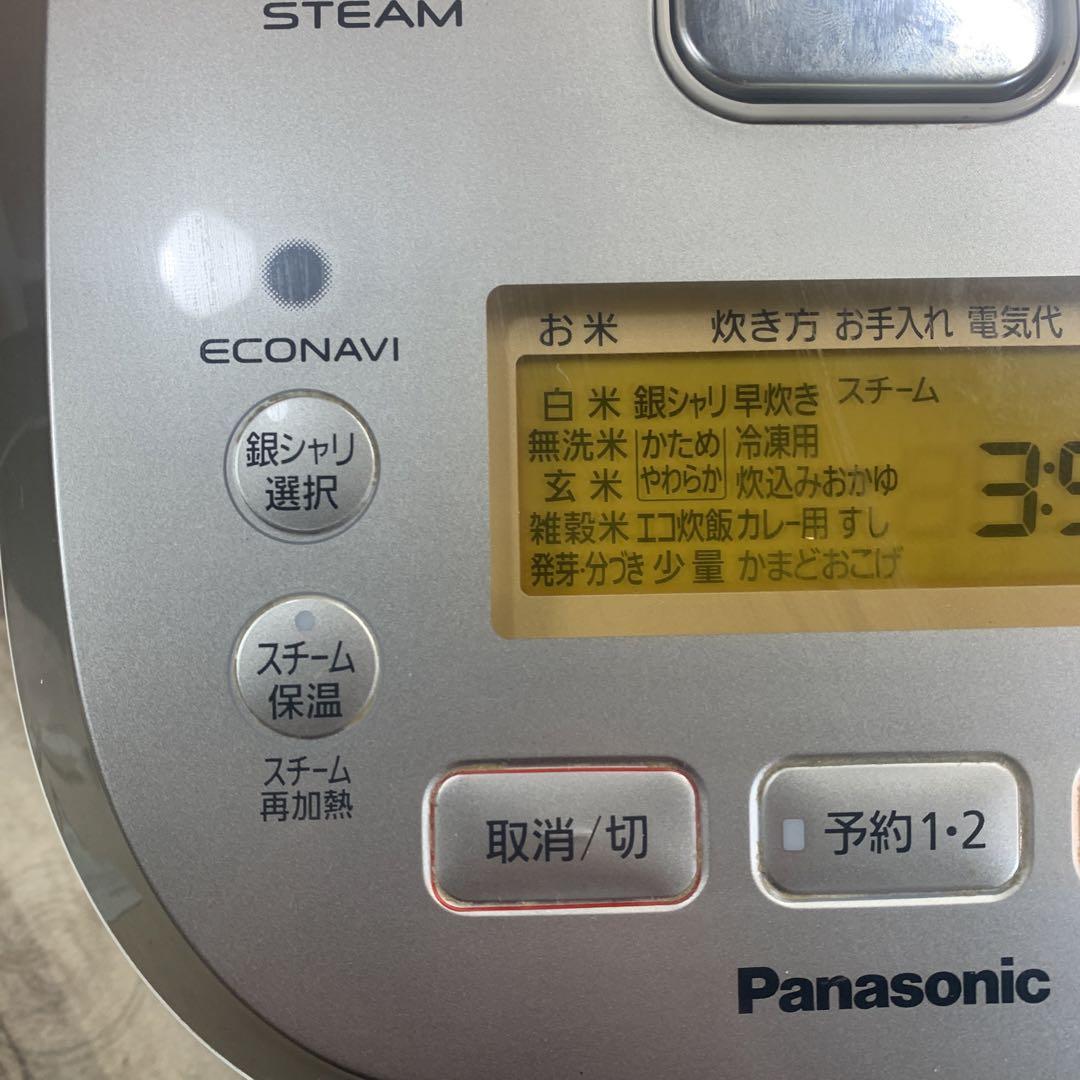 STEAM
ECONAVI
銀シャリ
選択
スチーム
保温
スチーム
再加熱
お米 炊き方 お手入れ 電気代
白米 銀シャリ 早炊き スチーム
無洗米 かため 冷凍用
玄米 やわらか 炊込み おかゆ
雑穀米 エコ炊飯 カレー用 すし
発芽・分づき 少量 かまどおこげ
3:
取消/切
予約1・2
Panasonic